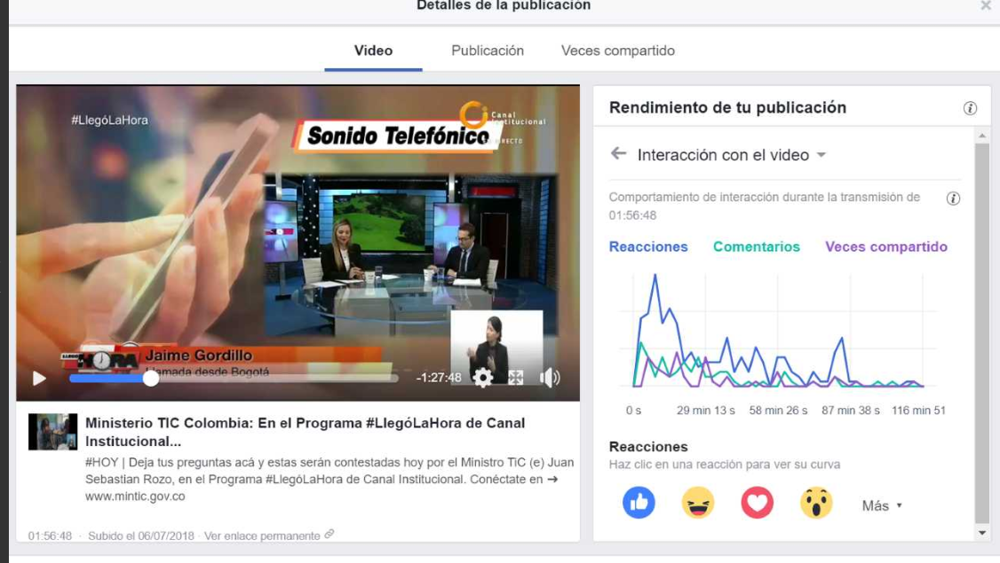 Detalles de la publicación
Video
Publicación
Veces compartido
#LlegóLaHora
Canal
Institucional
Sonido Telefónico
LLEGÓ
HORA
Jaime Gordillo
Llamada desde Bogotá
-1:27:48
Ministerio TIC Colombia: En el Programa #LlegóLaHora de Canal
Institucional...
#HOY | Deja tus preguntas acá y estas serán contestadas hoy por el Ministro TiC (e) Juan
Sebastian Rozo, en el Programa #LlegóLaHora de Canal Institucional. Conéctate en →
www.mintic.gov.co
01:56:48 · Subido el 06/07/2018 · Ver enlace permanente
Rendimiento de tu publicación
Interacción con el video
Comportamiento de interacción durante la transmisión de
01:56:48
Reacciones Comentarios Veces compartido
0 s 29 min 13 s 58 min 26 s 87 min 38 s 116 min 51
Reacciones
Haz clic en una reacción para ver su curva
Más